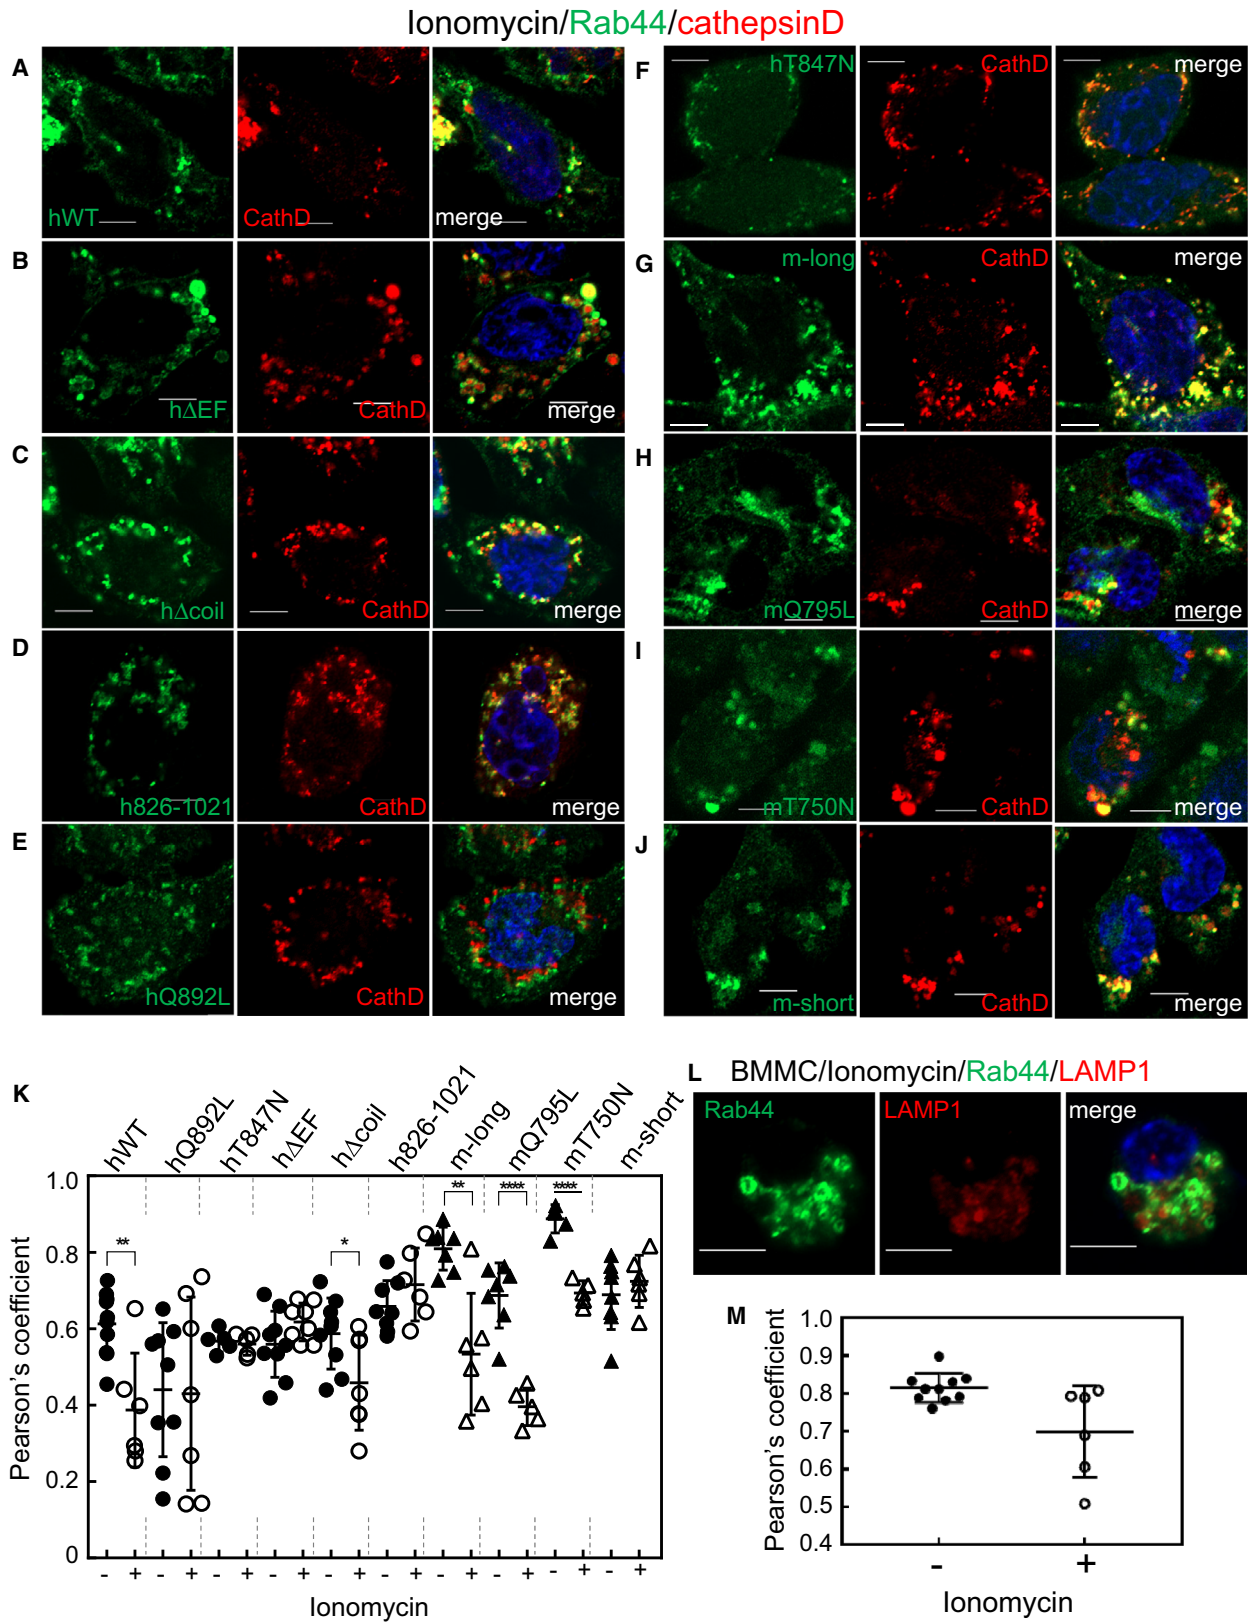 Ionomycin/Rab44/cathepsinD
A
hWT
CathD
merge
B
hΔEF
CathD
merge
C
hΔcoil
CathD
merge
D
h826-1021
CathD
merge
E
hQ892L
CathD
merge
F
hT847N
CathD
merge
G
m-long
CathD
merge
H
mQ795L
CathD
merge
I
mT750N
CathD
merge
J
m-short
CathD
merge
K
hWT
hQ892L
hT847N
hΔEF
hΔcoil
h826-1021
m-long
mQ795L
mT750N
m-short
Pearson's coefficient
1.0
0.8
0.6
0.4
0.2
0
** * ** **** ****
- + - + - + - + - + - + - + - + - + - +
Ionomycin
L
BMMC/Ionomycin/Rab44/LAMP1
Rab44
LAMP1
merge
M
Pearson's coefficient
1.0
0.9
0.8
0.7
0.6
0.5
0.4
- +
Ionomycin